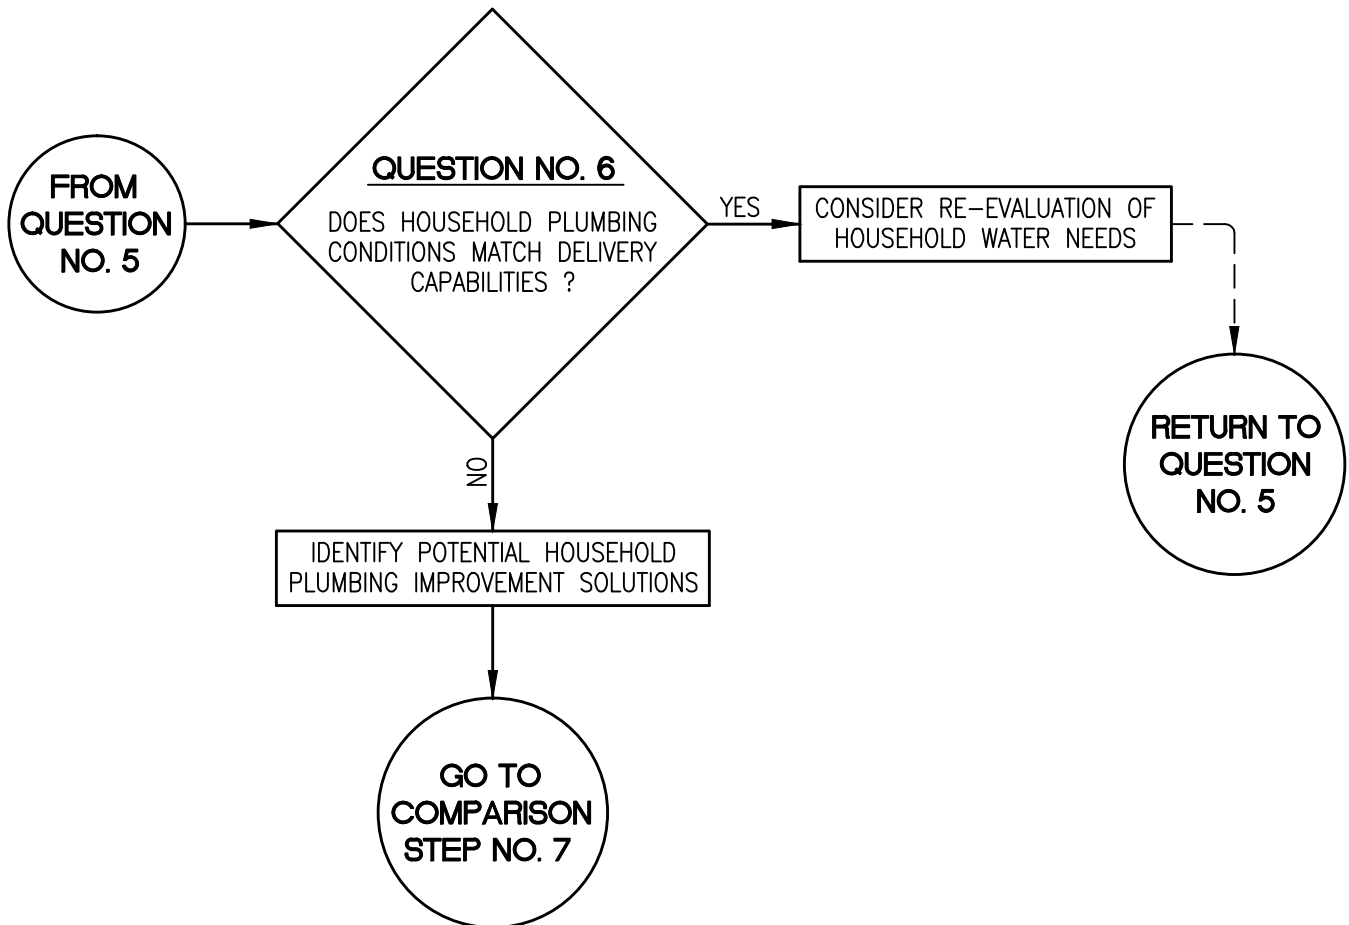 FROM
QUESTION
NO. 5
QUESTION NO. 6
DOES HOUSEHOLD PLUMBING
CONDITIONS MATCH DELIVERY
CAPABILITIES ?
YES
CONSIDER RE-EVALUATION OF
HOUSEHOLD WATER NEEDS
RETURN TO
QUESTION
NO. 5
NO
IDENTIFY POTENTIAL HOUSEHOLD
PLUMBING IMPROVEMENT SOLUTIONS
GO TO
COMPARISON
STEP NO. 7